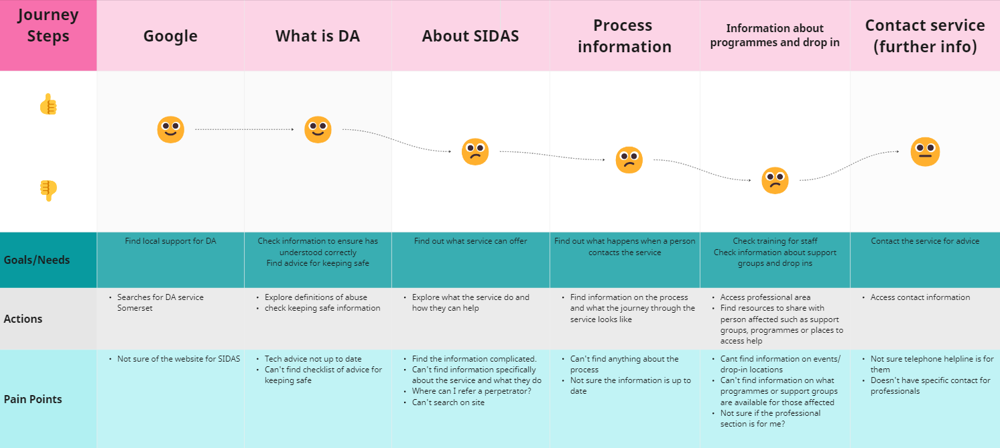 Journey
Steps
Google
What is DA
About SIDAS
Process
information
Information about
programmes and drop in
Contact service
(further info)
Goals/Needs
Find local support for DA
Check information to ensure has
understood correctly
Find advice for keeping safe
Find out what service can offer
Find out what happens when a person
contacts the service
Check training for staff
Check information about support
groups and drop ins
Contact the service for advice
Actions
• Searches for DA service
Somerset
• Explore definitions of abuse
• check keeping safe information
• Explore what the service do and
how they can help
• Find information on the process
and what the journey through the
service looks like
• Access professional area
• Find resources to share with
person affected such as support
groups, programmes or places to
access help
• Access contact information
Pain Points
• Not sure of the website for SIDAS
• Tech advice not up to date
• Can't find checklist of advice for
keeping safe
• Find the information complicated.
• Can't find information specifically
about the service and what they do
• Where can I refer a perpetrator?
• Can't search on site
• Can't find anything about the
process
• Not sure the information is up to
date
• Cant find information on events/
drop-in locations
• Can't find information on what
programmes or support groups
are available for those affected
• Not sure if the professional
section is for me?
• Not sure telephone helpline is for
them
• Doesn't have specific contact for
professionals